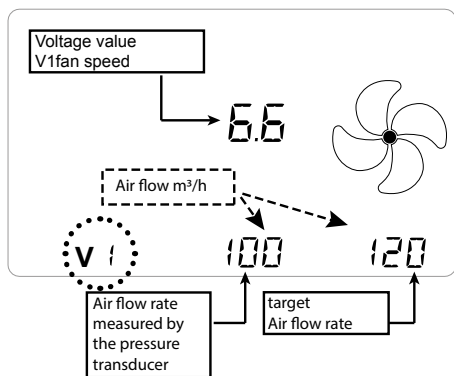 Voltage value
V1fan speed
6.6
Air flow m³/h
V 1
100
120
Air flow rate
measured by
the pressure
transducer
target
Air flow rate